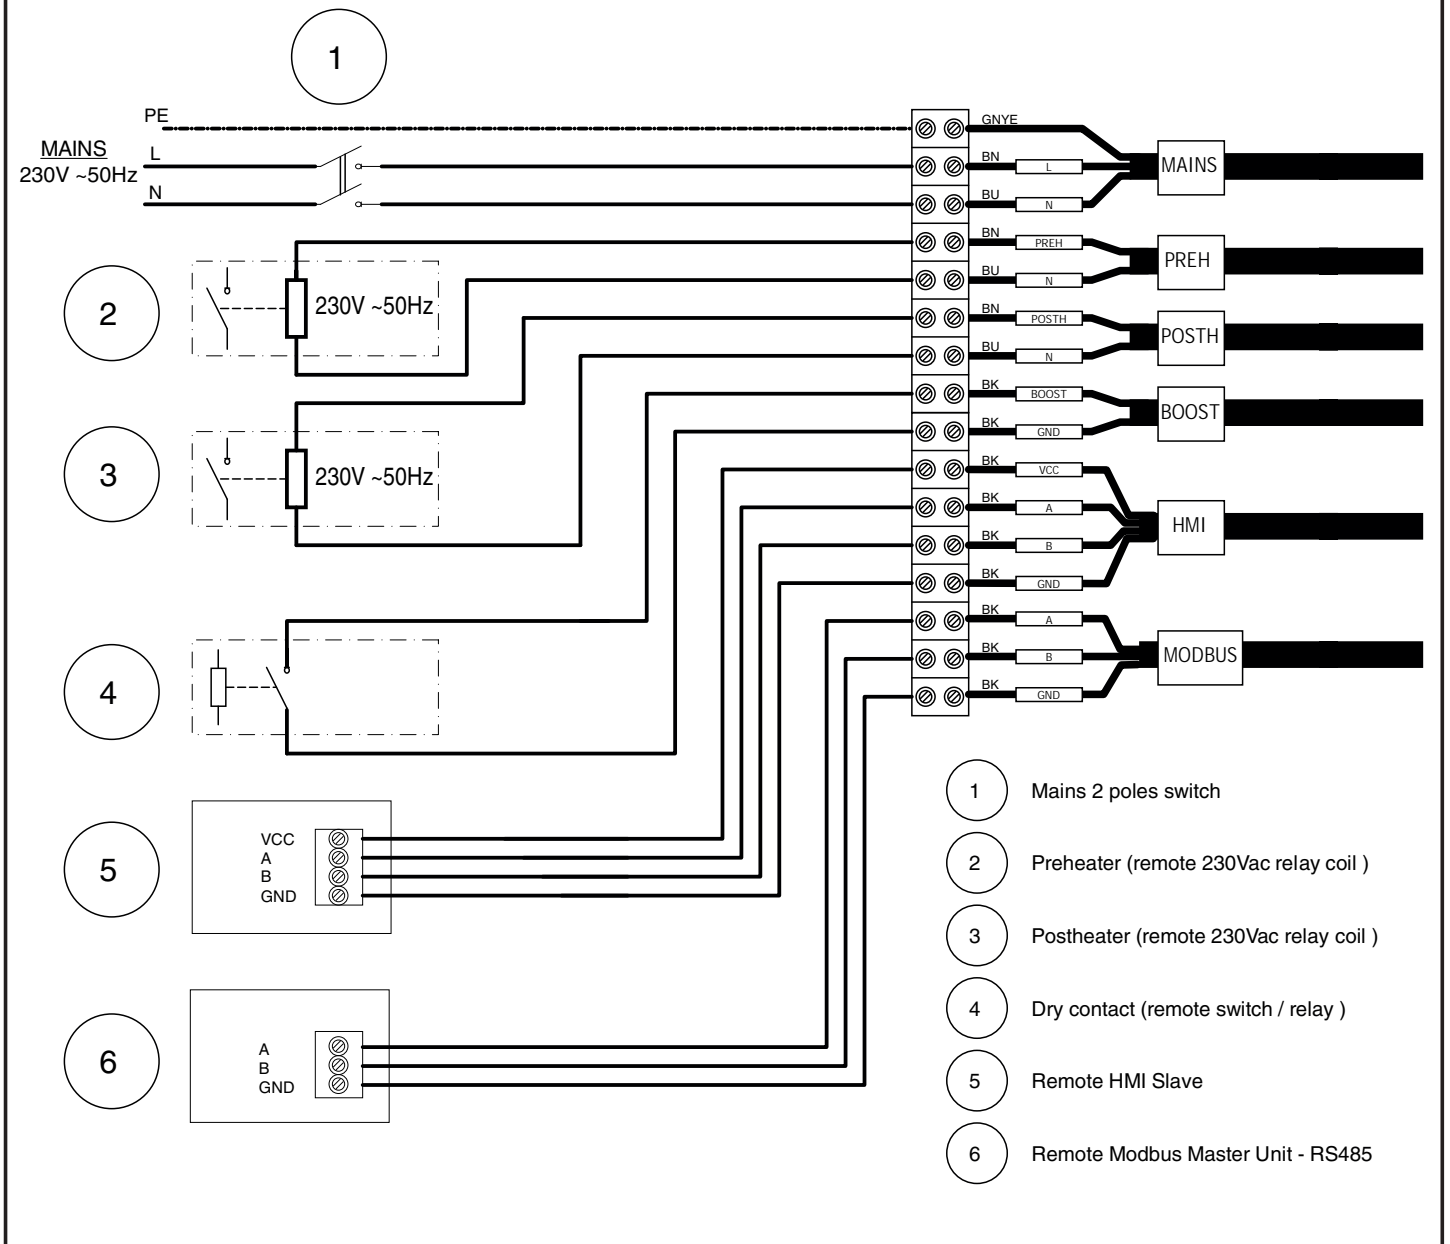 1
PE
MAINS
230V ~50Hz
L
N
GNYE
BN
L
BU
N
MAINS
BN
PREH
BU
N
PREH
BN
POSTH
BU
N
POSTH
BK
BOOST
BK
GND
BOOST
BK
VCC
BK
A
BK
B
BK
GND
HMI
BK
A
BK
B
BK
GND
MODBUS
2
230V ~50Hz
3
230V ~50Hz
4
5
VCC
A
B
GND
6
A
B
GND
1 Mains 2 poles switch
2 Preheater (remote 230Vac relay coil )
3 Postheater (remote 230Vac relay coil )
4 Dry contact (remote switch / relay )
5 Remote HMI Slave
6 Remote Modbus Master Unit - RS485